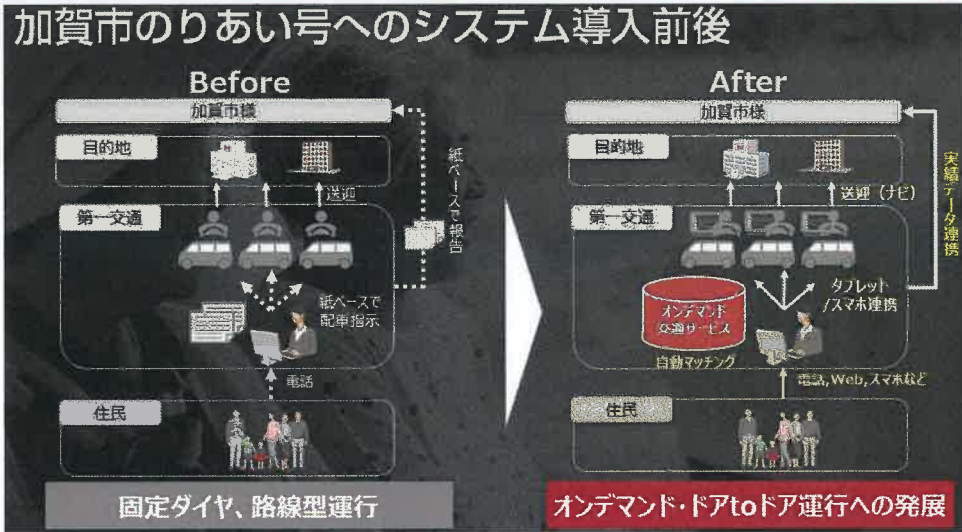 加賀市のりあい号へのシステム導入前後
Before
加賀市様
目的地
送迎
第一交通
紙ベースで報告
紙ベースで
配車指示
電話
住民
固定ダイヤ、路線型運行
After
加賀市様
目的地
送迎（ナビ）
第一交通
実績データ連携
オンデマンド
交通サービス
自動マッチング
タブレット
/スマホ連携
電話,Web,スマホなど
住民
オンデマンド・ドアtoドア運行への発展